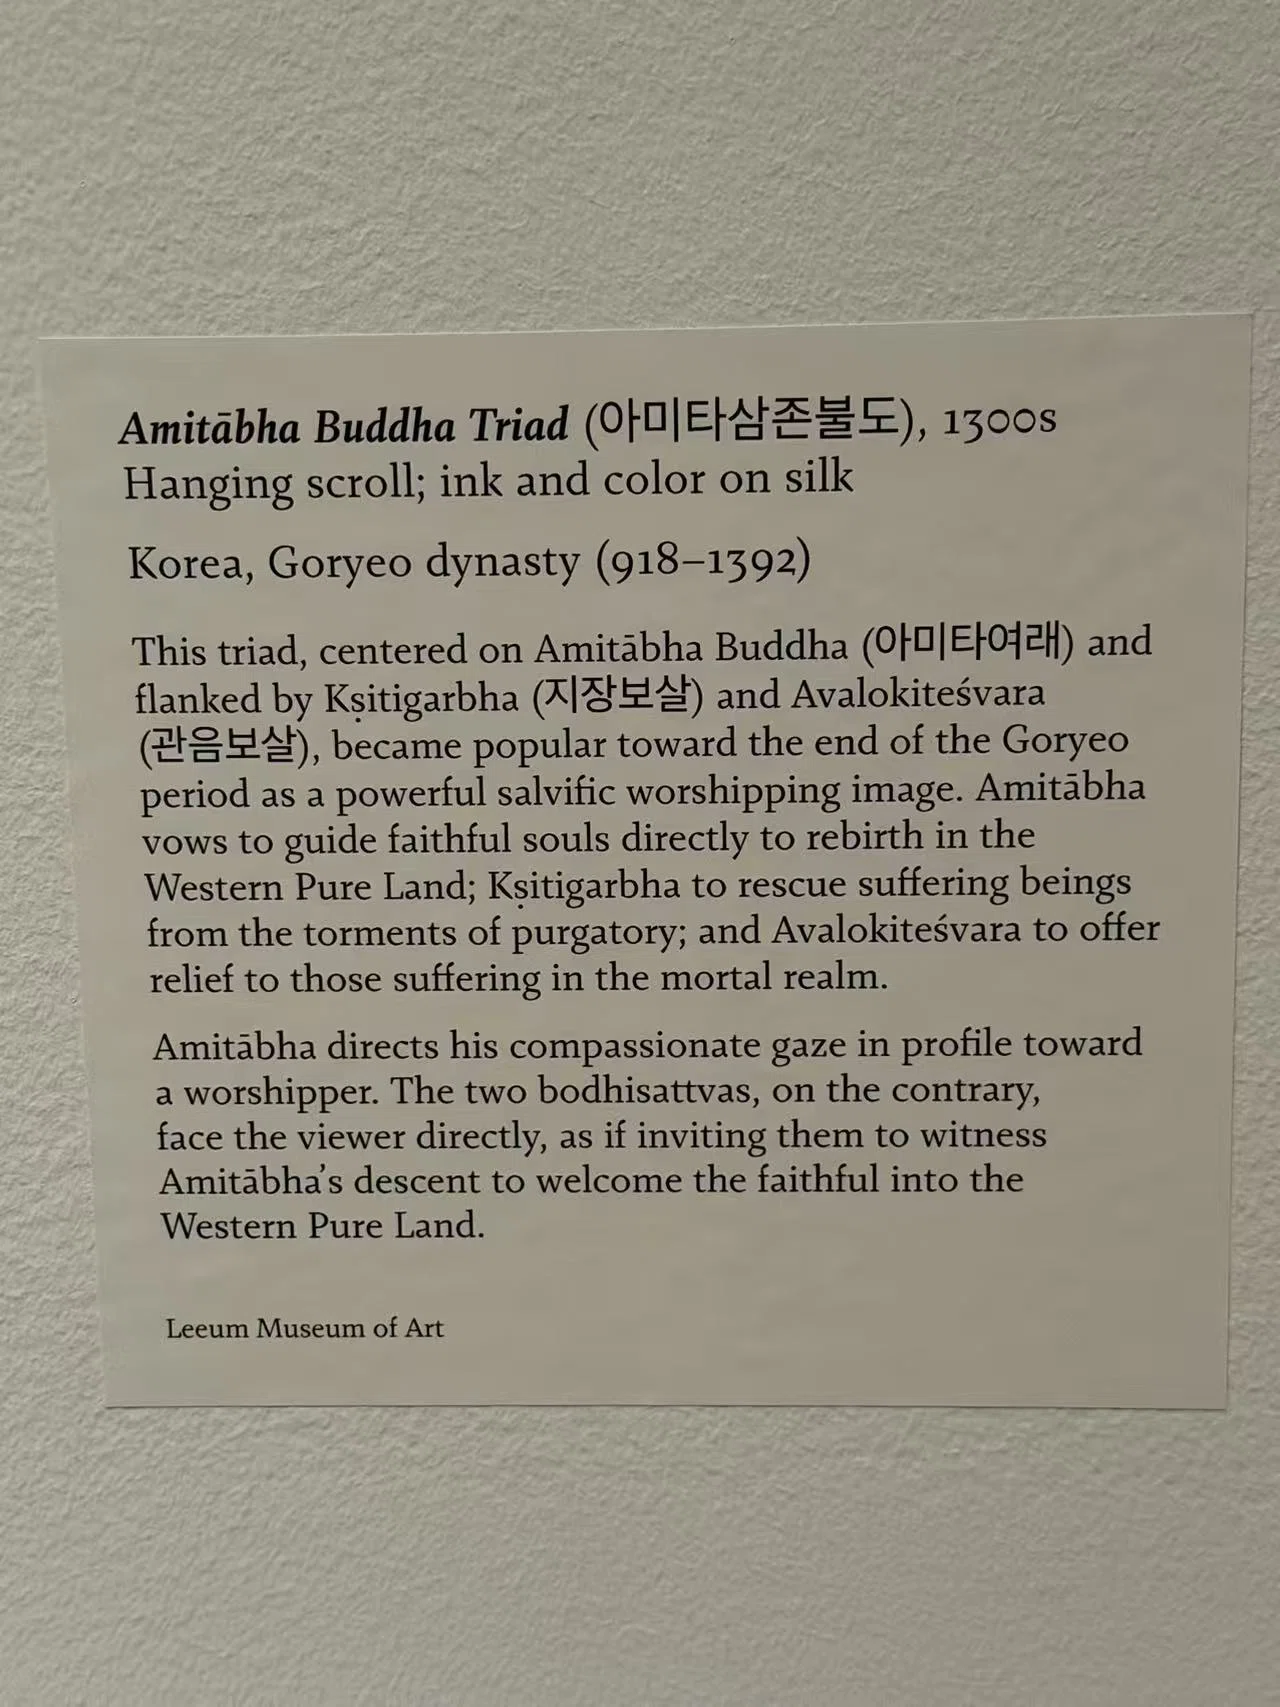 Amitābha Buddha Triad (아미타삼존불도), 1300s
Hanging scroll; ink and color on silk
Korea, Goryeo dynasty (918–1392)
This triad, centered on Amitābha Buddha (아미타여래) and
flanked by Kṣitigarbha (지장보살) and Avalokiteśvara
(관음보살), became popular toward the end of the Goryeo
period as a powerful salvific worshipping image. Amitābha
vows to guide faithful souls directly to rebirth in the
Western Pure Land; Kṣitigarbha to rescue suffering beings
from the torments of purgatory; and Avalokiteśvara to offer
relief to those suffering in the mortal realm.
Amitābha directs his compassionate gaze in profile toward
a worshipper. The two bodhisattvas, on the contrary,
face the viewer directly, as if inviting them to witness
Amitābha's descent to welcome the faithful into the
Western Pure Land.
Leeum Museum of Art